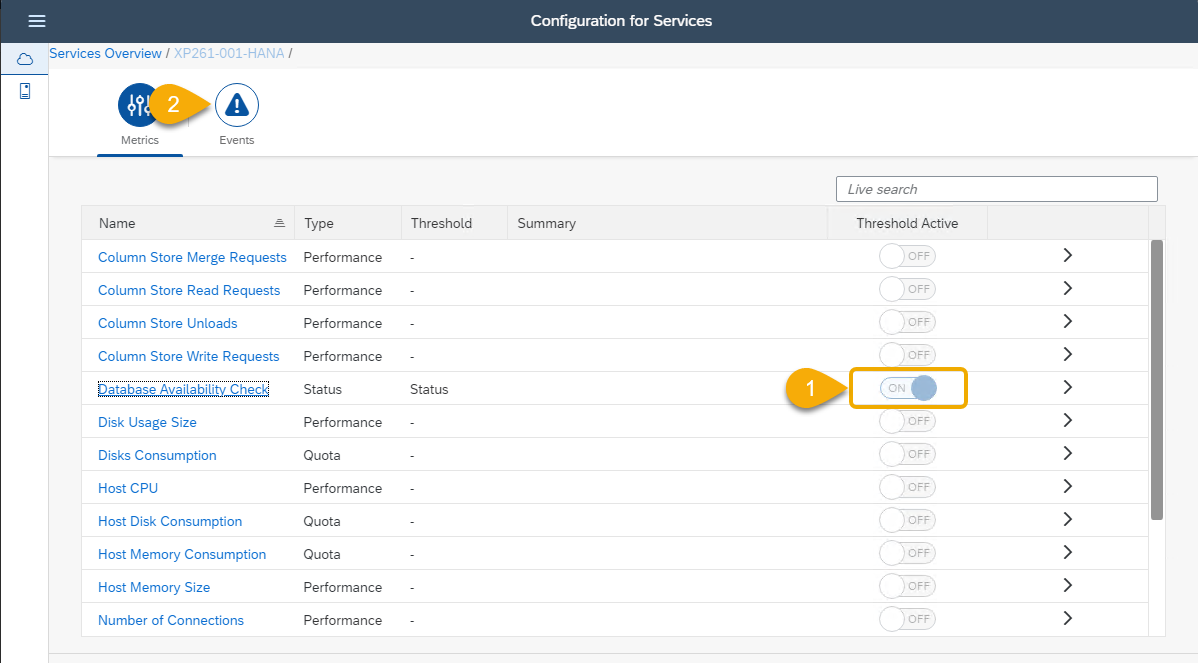 Configuration for Services
Services Overview / XP261-001-HANA /
2
Metrics Events
Live search
Name Type Threshold Summary Threshold Active
Column Store Merge Requests Performance - OFF
Column Store Read Requests Performance - OFF
Column Store Unloads Performance - OFF
Column Store Write Requests Performance - OFF
Database Availability Check Status Status 1 ON
Disk Usage Size Performance - OFF
Disks Consumption Quota - OFF
Host CPU Performance - OFF
Host Disk Consumption Quota - OFF
Host Memory Consumption Quota - OFF
Host Memory Size Performance - OFF
Number of Connections Performance - OFF